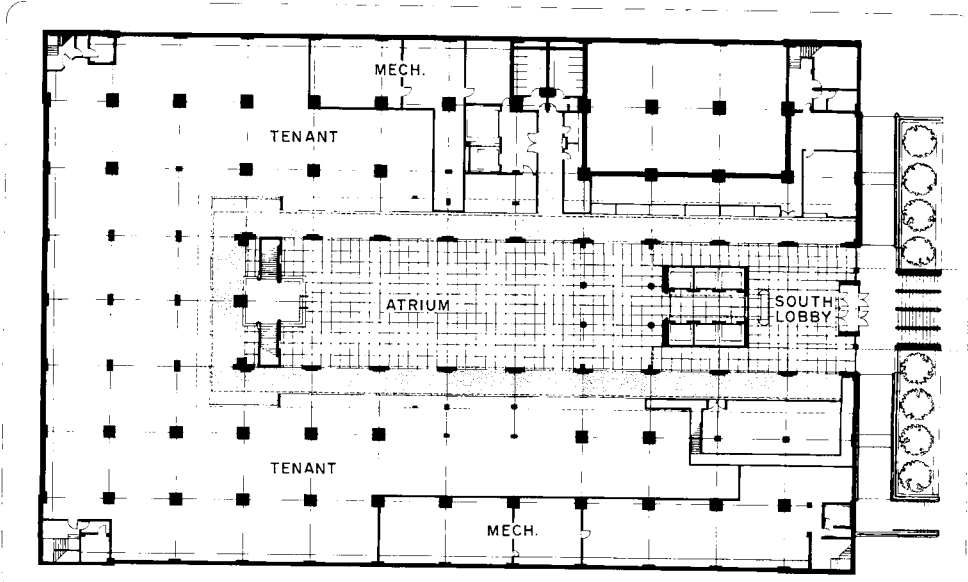 MECH.
TENANT
ATRIUM
SOUTH
LOBBY
TENANT
MECH.